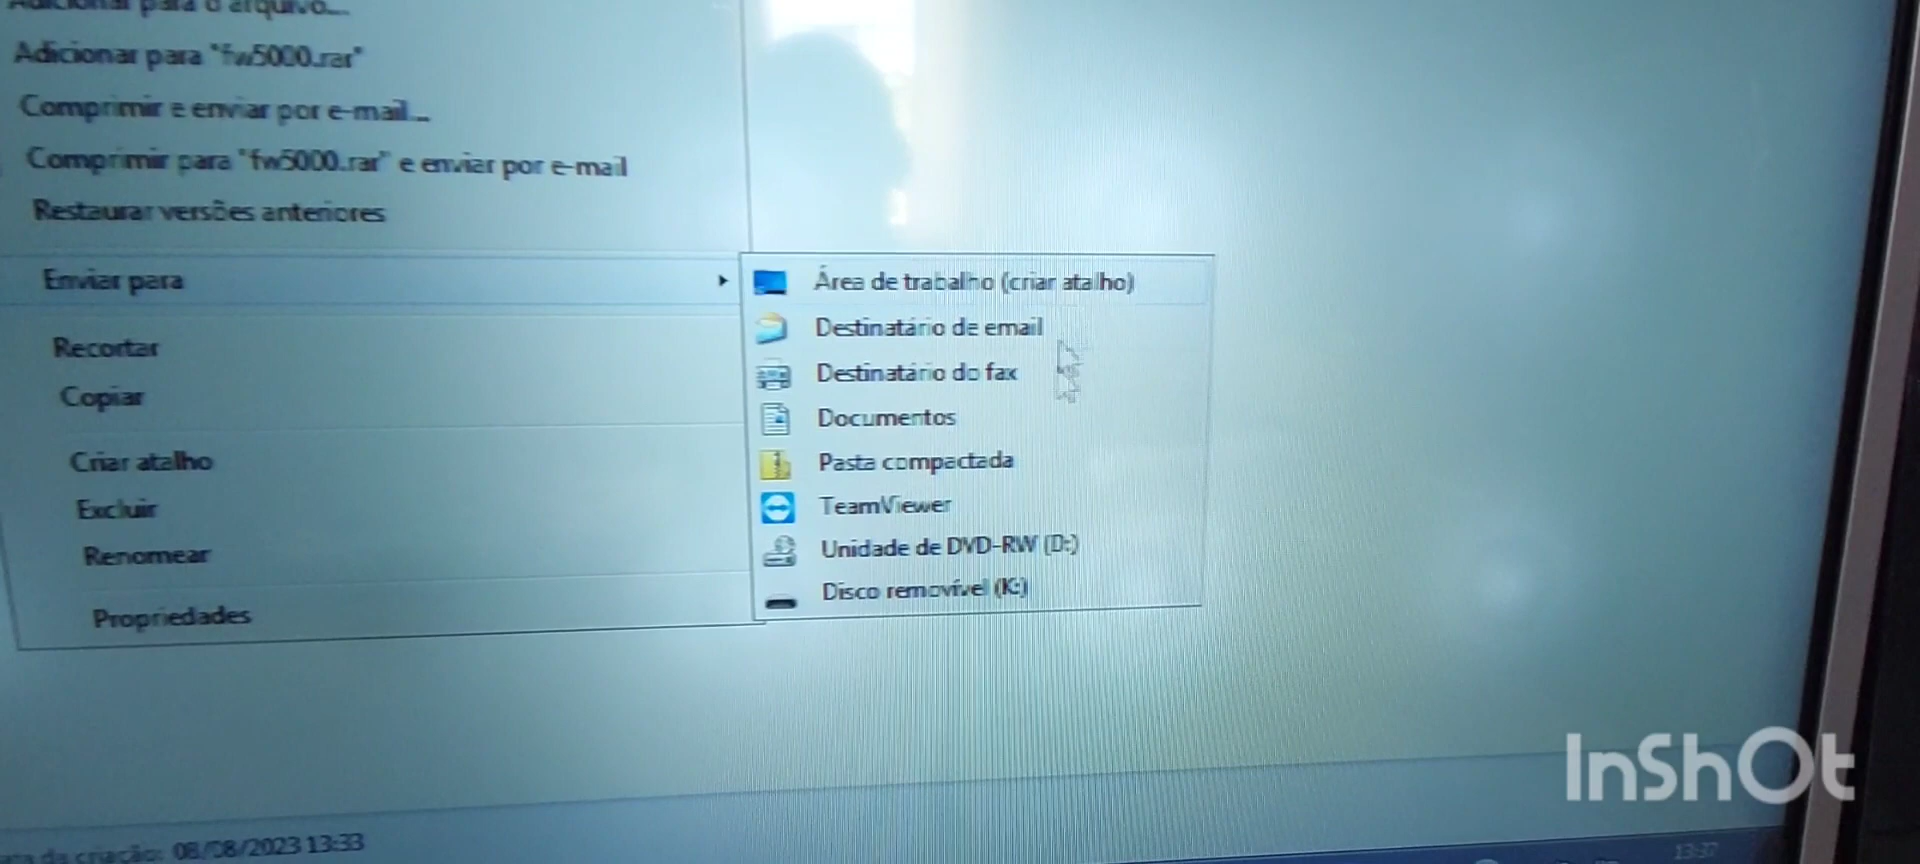 Adicionar para o arquivo...
Adicionar para "fw5000.rar"
Comprimir e enviar por e-mail...
Comprimir para "fw5000.rar" e enviar por e-mail
Restaurar versões anteriores
Enviar para
Recortar
Copiar
Criar atalho
Excluir
Renomear
Propriedades
Área de trabalho (criar atalho)
Destinatário de email
Destinatário do fax
Documentos
Pasta compactada
TeamViewer
Unidade de DVD-RW (D:)
Disco removível (K:)
da criação: 08/08/2023 13:33
13:37
InShOt